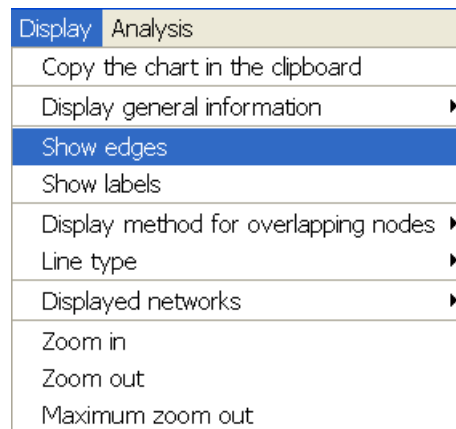 Display Analysis
Copy the chart in the clipboard
Display general information
Show edges
Show labels
Display method for overlapping nodes
Line type
Displayed networks
Zoom in
Zoom out
Maximum zoom out